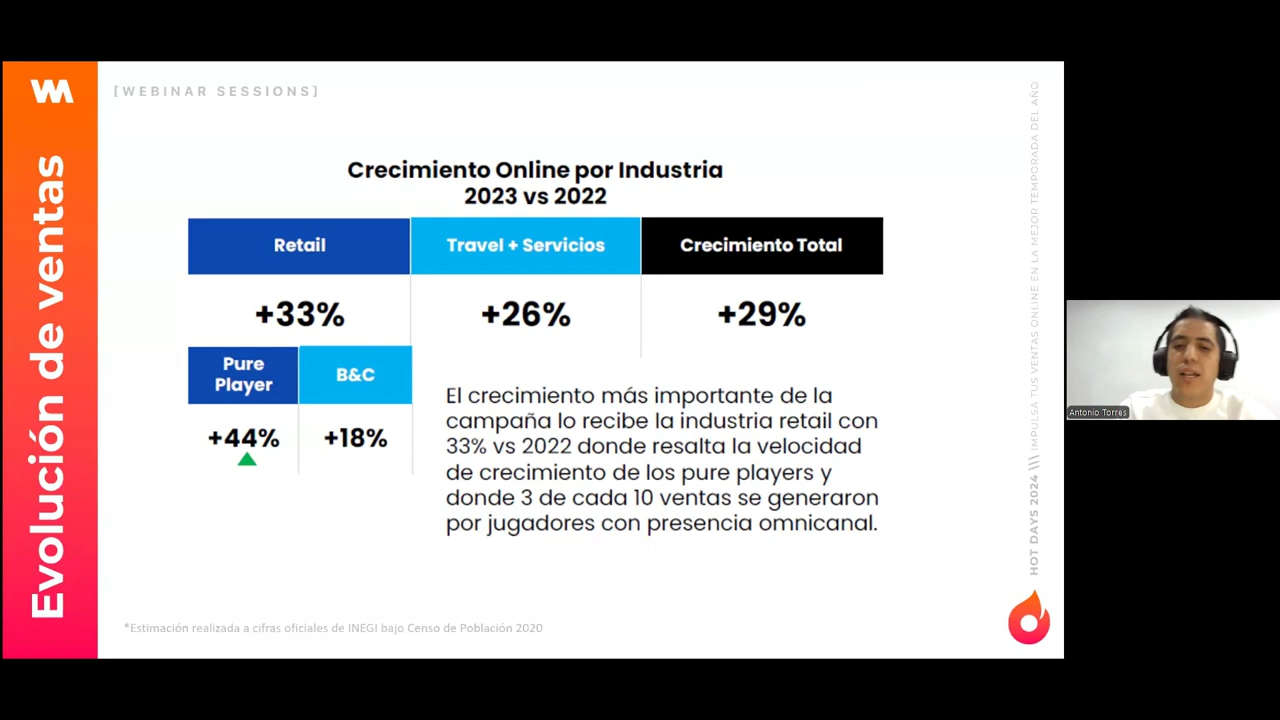 [WEBINAR SESSIONS]
Evolución de ventas
Crecimiento Online por Industria
2023 vs 2022
Retail
Travel + Servicios
Crecimiento Total
+33%
+26%
+29%
Pure
Player
B&C
+44%
+18%
El crecimiento más importante de la
campaña lo recibe la industria retail con
33% vs 2022 donde resalta la velocidad
de crecimiento de los pure players y
donde 3 de cada 10 ventas se generaron
por jugadores con presencia omnicanal.
*Estimación realizada a cifras oficiales de INEGI bajo Censo de Población 2020
HOT DAYS 2024 \\\ IMPULSA TUS VENTAS ONLINE EN LA MEJOR TEMPORADA DEL AÑO
Antonio Torres